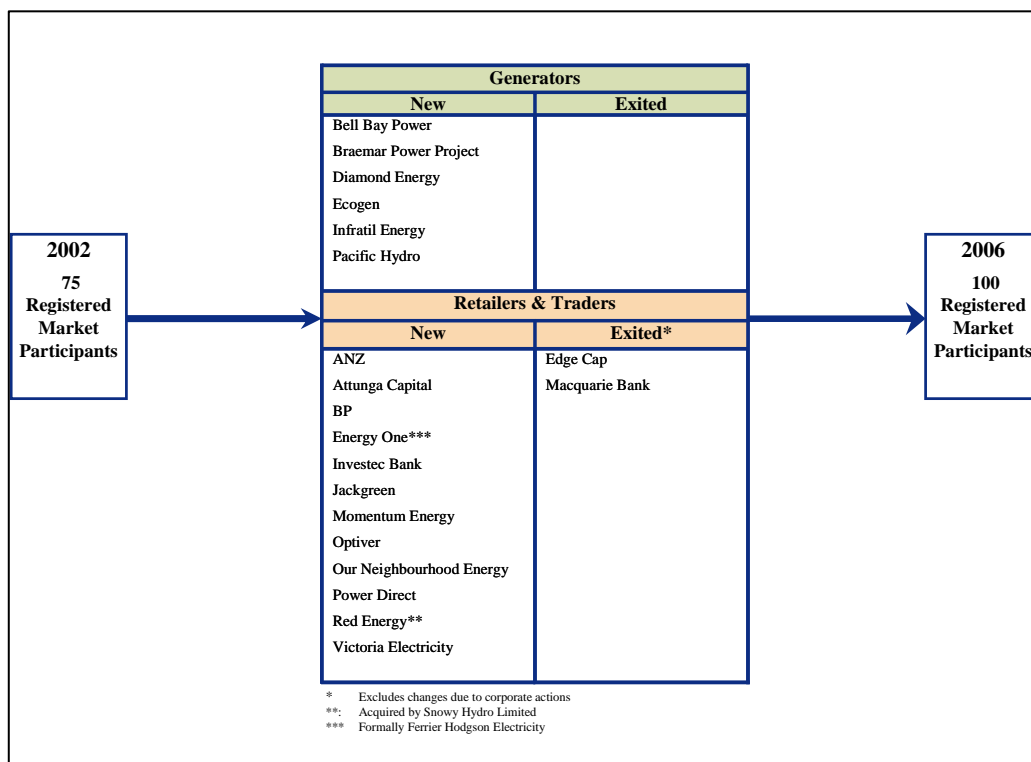 Generators
New
Exited
Bell Bay Power
Braemar Power Project
Diamond Energy
Ecogen
Infratil Energy
Pacific Hydro
2002
75
Registered
Market
Participants
2006
100
Registered
Market
Participants
Retailers & Traders
New
Exited*
ANZ
Edge Cap
Attunga Capital
Macquarie Bank
BP
Energy One***
Investec Bank
Jackgreen
Momentum Energy
Optiver
Our Neighbourhood Energy
Power Direct
Red Energy**
Victoria Electricity
* Excludes changes due to corporate actions
**: Acquired by Snowy Hydro Limited
*** Formally Ferrier Hodgson Electricity